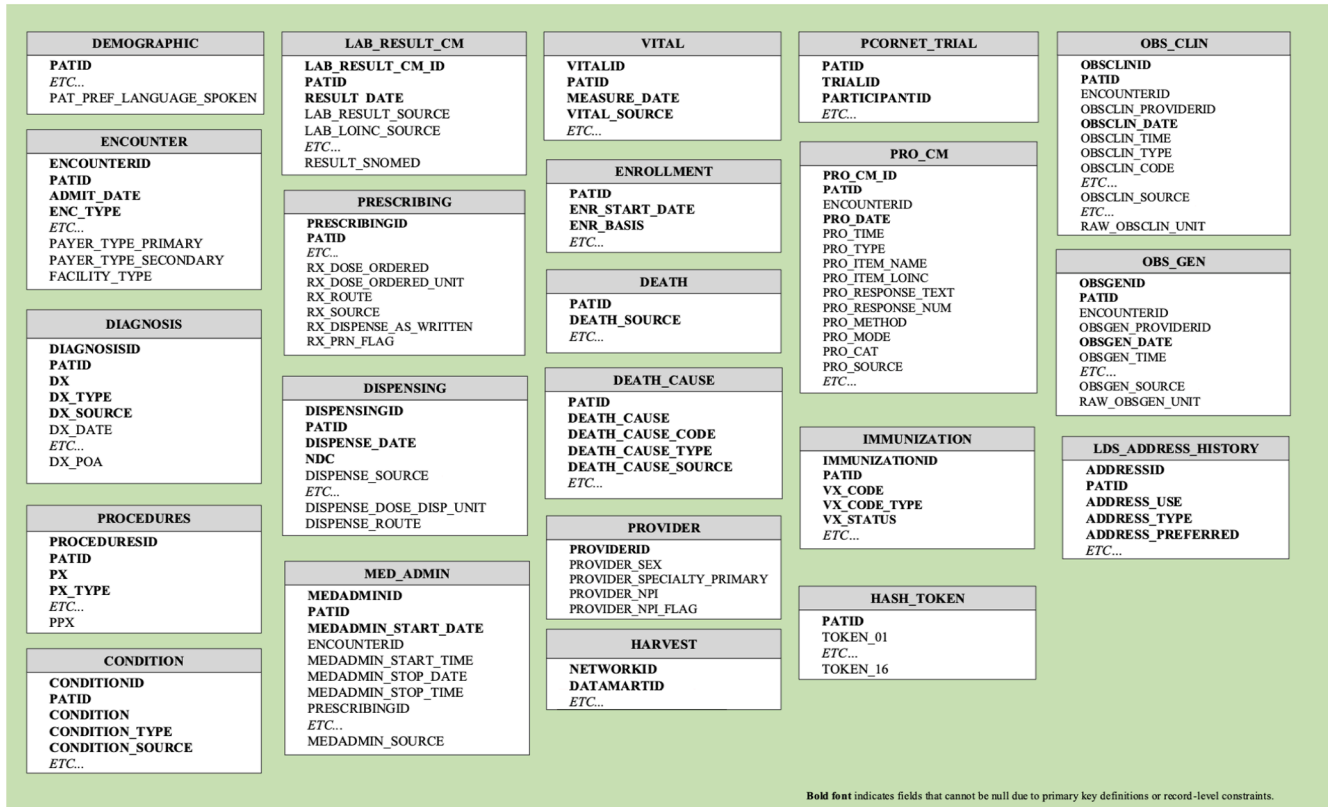 DEMOGRAPHIC
PATID
ETC...
PAT_PREF_LANGUAGE_SPOKEN
ENCOUNTER
ENCOUNTERID
PATID
ADMIT_DATE
ENC_TYPE
ETC...
PAYER_TYPE_PRIMARY
PAYER_TYPE_SECONDARY
FACILITY_TYPE
DIAGNOSIS
DIAGNOSISID
PATID
DX
DX_TYPE
DX_SOURCE
DX_DATE
ETC...
DX_POA
PROCEDURES
PROCEDURESID
PATID
PX
PX_TYPE
ETC...
PPX
CONDITION
CONDITIONID
PATID
CONDITION
CONDITION_TYPE
CONDITION_SOURCE
ETC...
LAB_RESULT_CM
LAB_RESULT_CM_ID
PATID
RESULT_DATE
LAB_RESULT_SOURCE
LAB_LOINC_SOURCE
ETC...
RESULT_SNOMED
PRESCRIBING
PRESCRIBINGID
PATID
ETC...
RX_DOSE_ORDERED
RX_DOSE_ORDERED_UNIT
RX_ROUTE
RX_SOURCE
RX_DISPENSE_AS_WRITTEN
RX_PRN_FLAG
DISPENSING
DISPENSINGID
PATID
DISPENSE_DATE
NDC
DISPENSE_SOURCE
ETC...
DISPENSE_DOSE_DISP_UNIT
DISPENSE_ROUTE
MED_ADMIN
MEDADMINID
PATID
MEDADMIN_START_DATE
ENCOUNTERID
MEDADMIN_START_TIME
MEDADMIN_STOP_DATE
MEDADMIN_STOP_TIME
PRESCRIBINGID
ETC...
MEDADMIN_SOURCE
VITAL
VITALID
PATID
MEASURE_DATE
VITAL_SOURCE
ETC...
ENROLLMENT
PATID
ENR_START_DATE
ENR_BASIS
ETC...
DEATH
PATID
DEATH_SOURCE
ETC...
DEATH_CAUSE
PATID
DEATH_CAUSE
DEATH_CAUSE_CODE
DEATH_CAUSE_TYPE
DEATH_CAUSE_SOURCE
ETC...
PROVIDER
PROVIDERID
PROVIDER_SEX
PROVIDER_SPECIALTY_PRIMARY
PROVIDER_NPI
PROVIDER_NPI_FLAG
HARVEST
NETWORKID
DATAMARTID
ETC...
PCORNET_TRIAL
PATID
TRIALID
PARTICIPANTID
ETC...
PRO_CM
PRO_CM_ID
PATID
ENCOUNTERID
PRO_DATE
PRO_TIME
PRO_TYPE
PRO_ITEM_NAME
PRO_ITEM_LOINC
PRO_RESPONSE_TEXT
PRO_RESPONSE_NUM
PRO_METHOD
PRO_MODE
PRO_CAT
PRO_SOURCE
ETC...
IMMUNIZATION
IMMUNIZATIONID
PATID
VX_CODE
VX_CODE_TYPE
VX_STATUS
ETC...
HASH_TOKEN
PATID
TOKEN_01
ETC...
TOKEN_16
OBS_CLIN
OBSCLINID
PATID
ENCOUNTERID
OBSCLIN_PROVIDERID
OBSCLIN_DATE
OBSCLIN_TIME
OBSCLIN_TYPE
OBSCLIN_CODE
ETC...
OBSCLIN_SOURCE
ETC...
RAW_OBSCLIN_UNIT
OBS_GEN
OBSGENID
PATID
ENCOUNTERID
OBSGEN_PROVIDERID
OBSGEN_DATE
OBSGEN_TIME
ETC...
OBSGEN_SOURCE
RAW_OBSGEN_UNIT
LDS_ADDRESS_HISTORY
ADDRESSID
PATID
ADDRESS_USE
ADDRESS_TYPE
ADDRESS_PREFERRED
ETC...
Bold font indicates fields that cannot be null due to primary key definitions or record-level constraints.